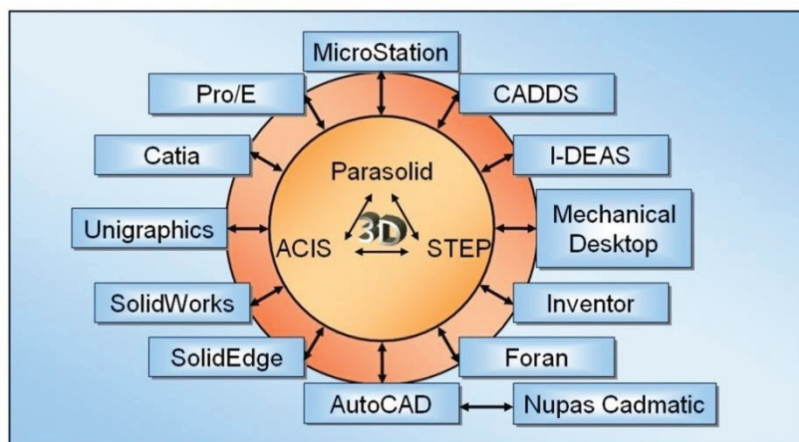 MicroStation
Pro/E
CADDS
Catia
I-DEAS
Parasolid
Unigraphics
3D
Mechanical
Desktop
ACIS
STEP
SolidWorks
Inventor
SolidEdge
Foran
AutoCAD
Nupas Cadmatic